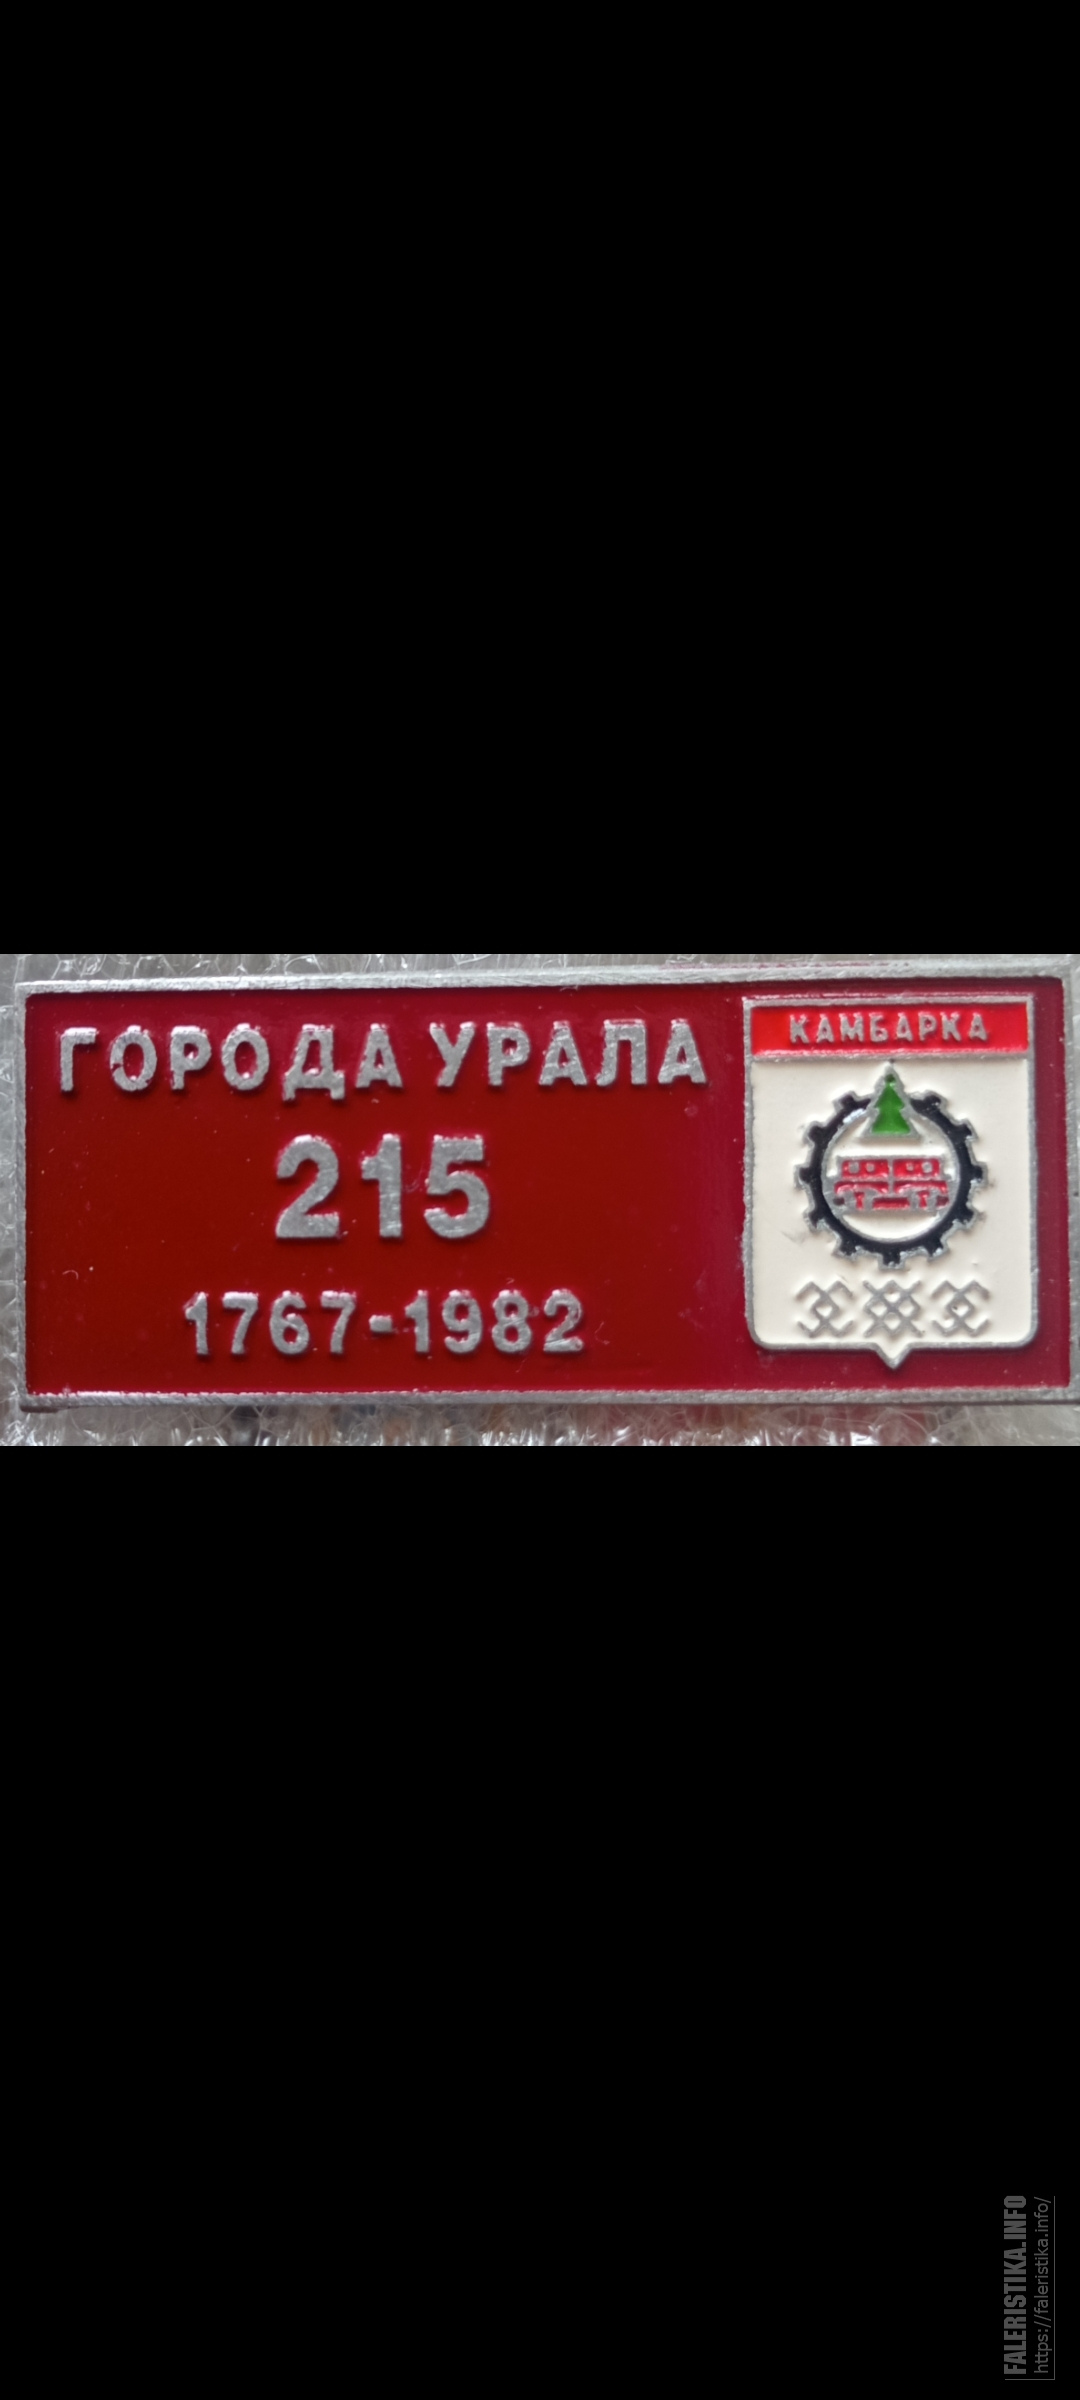 ГОРОДА УРАЛА
215
1767-1982
КАМБАРКА
FALERISTIKA.INFO
https://faleristika.info/